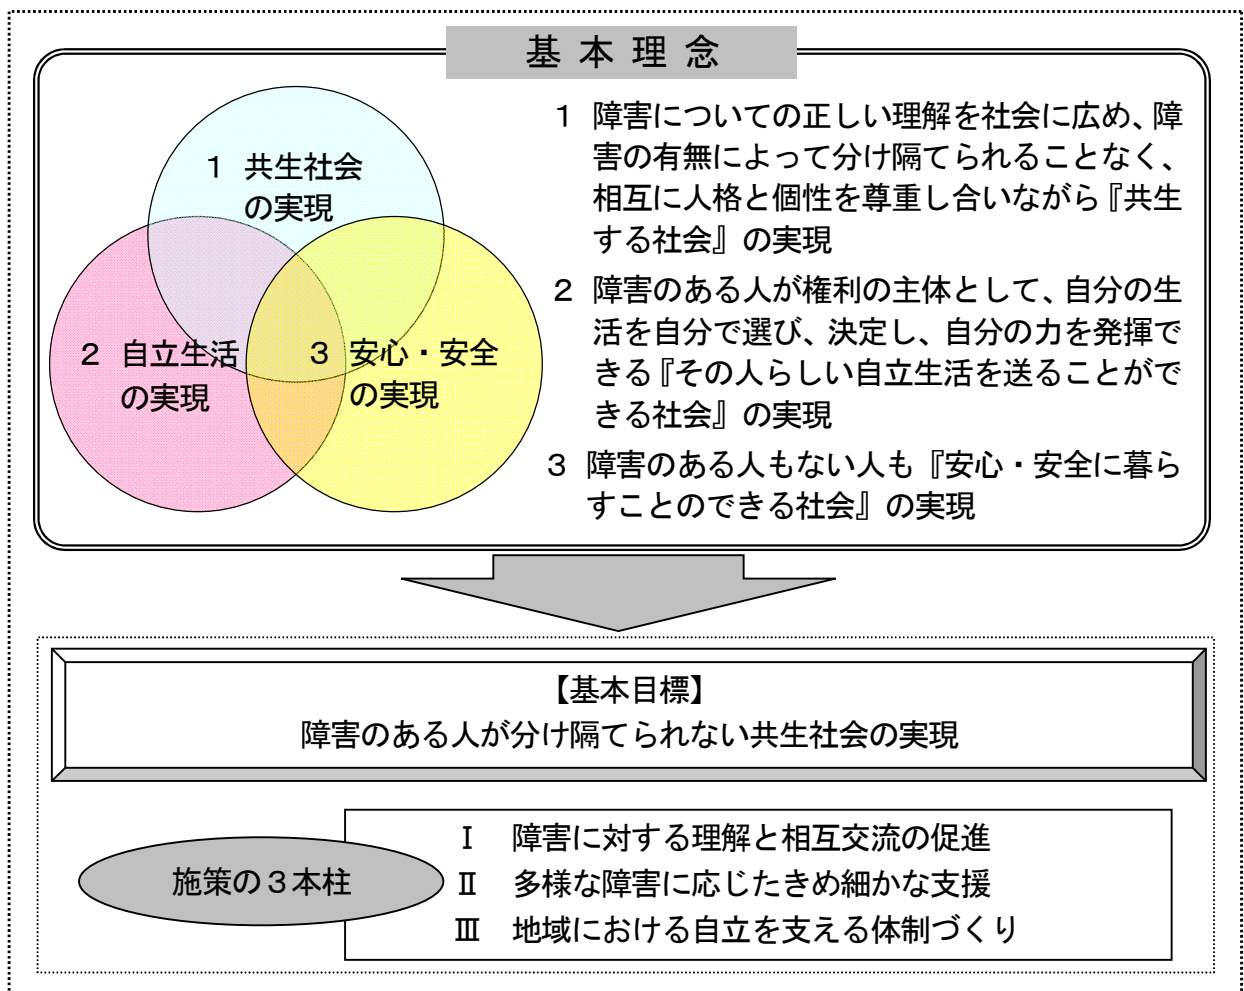 基本理念
1 共生社会
の実現
2 自立生活
の実現
3 安心・安全
の実現
1 障害についての正しい理解を社会に広め、障
害の有無によって分け隔てられることなく、
相互に人格と個性を尊重し合いながら『共生
する社会』の実現
2 障害のある人が権利の主体として、自分の生
活を自分で選び、決定し、自分の力を発揮で
きる『その人らしい自立生活を送ることがで
きる社会』の実現
3 障害のある人もない人も『安心・安全に暮ら
すことのできる社会』の実現
【基本目標】
障害のある人が分け隔てられない共生社会の実現
施策の3本柱
Ⅰ 障害に対する理解と相互交流の促進
Ⅱ 多様な障害に応じたきめ細かな支援
Ⅲ 地域における自立を支える体制づくり